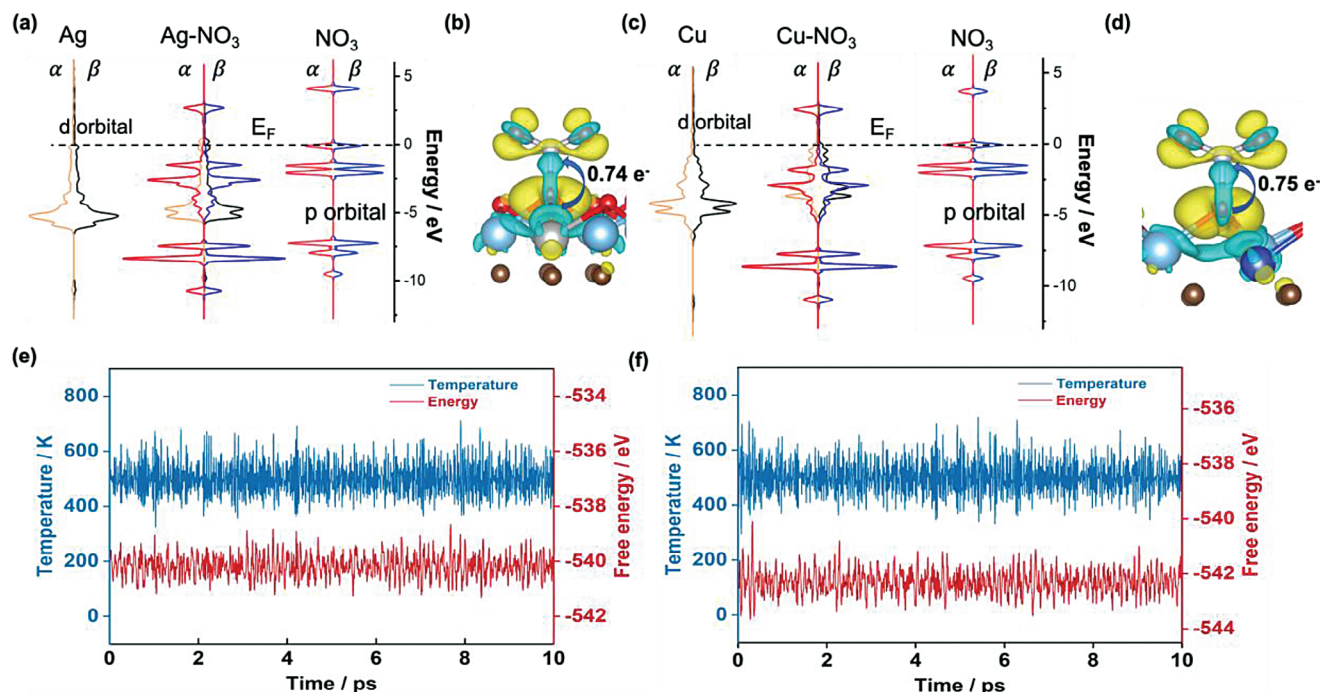 (a)
Ag
Ag-NO3
NO3
α β
α β
α β
d orbital
EF
p orbital
5
0
-5
-10
Energy / eV
(b)
0.74 e-
(c)
Cu
Cu-NO3
NO3
α β
α β
α β
d orbital
EF
p orbital
5
0
-5
-10
Energy / eV
(d)
0.75 e-
(e)
Temperature
Energy
800
600
400
200
0
Temperature / K
-534
-536
-538
-540
-542
Free energy / eV
0 2 4 6 8 10
Time / ps
(f)
Temperature
Energy
800
600
400
200
0
Temperature / K
-536
-538
-540
-542
-544
Free energy / eV
0 2 4 6 8 10
Time / ps